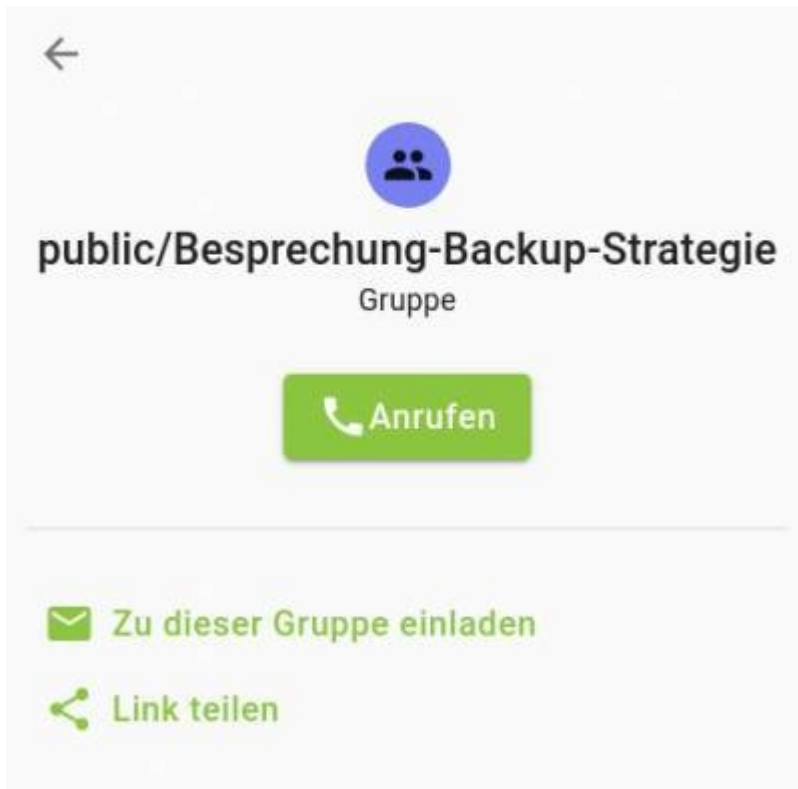 public/Besprechung-Backup-Strategie
Gruppe
Anrufen
Zu dieser Gruppe einladen
Link teilen